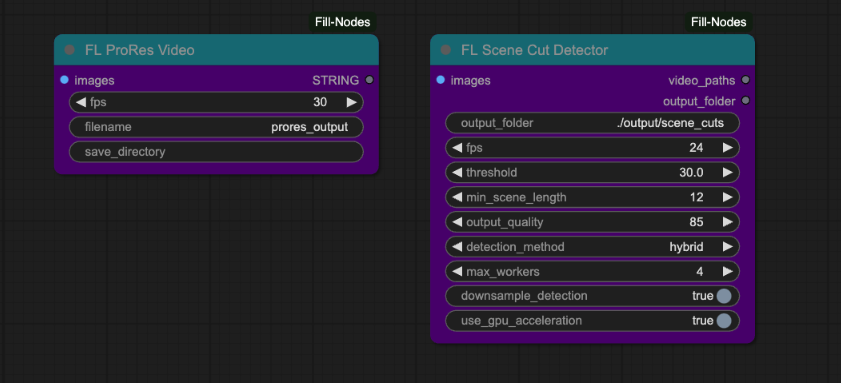 Fill-Nodes
FL ProRes Video
images STRING
fps 30
filename prores_output
save_directory
Fill-Nodes
FL Scene Cut Detector
images video_paths
output_folder
output_folder ./output/scene_cuts
fps 24
threshold 30.0
min_scene_length 12
output_quality 85
detection_method hybrid
max_workers 4
downsample_detection true
use_gpu_acceleration true